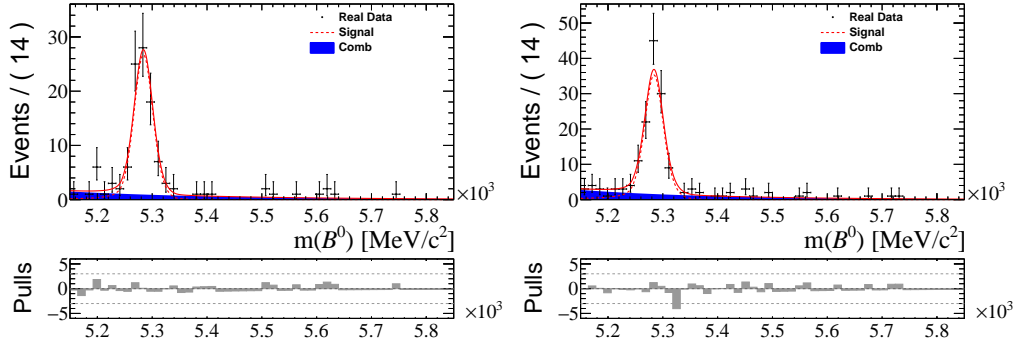 Events / ( 14 )
30
20
10
0
Real Data
Signal
Comb
5.2 5.3 5.4 5.5 5.6 5.7 5.8
×10³
m(B⁰) [MeV/c²]
Pulls
5
0
−5
5.2 5.3 5.4 5.5 5.6 5.7 5.8
×10³
Events / ( 14 )
50
40
30
20
10
0
Real Data
Signal
Comb
5.2 5.3 5.4 5.5 5.6 5.7 5.8
×10³
m(B⁰) [MeV/c²]
Pulls
5
0
−5
5.2 5.3 5.4 5.5 5.6 5.7 5.8
×10³